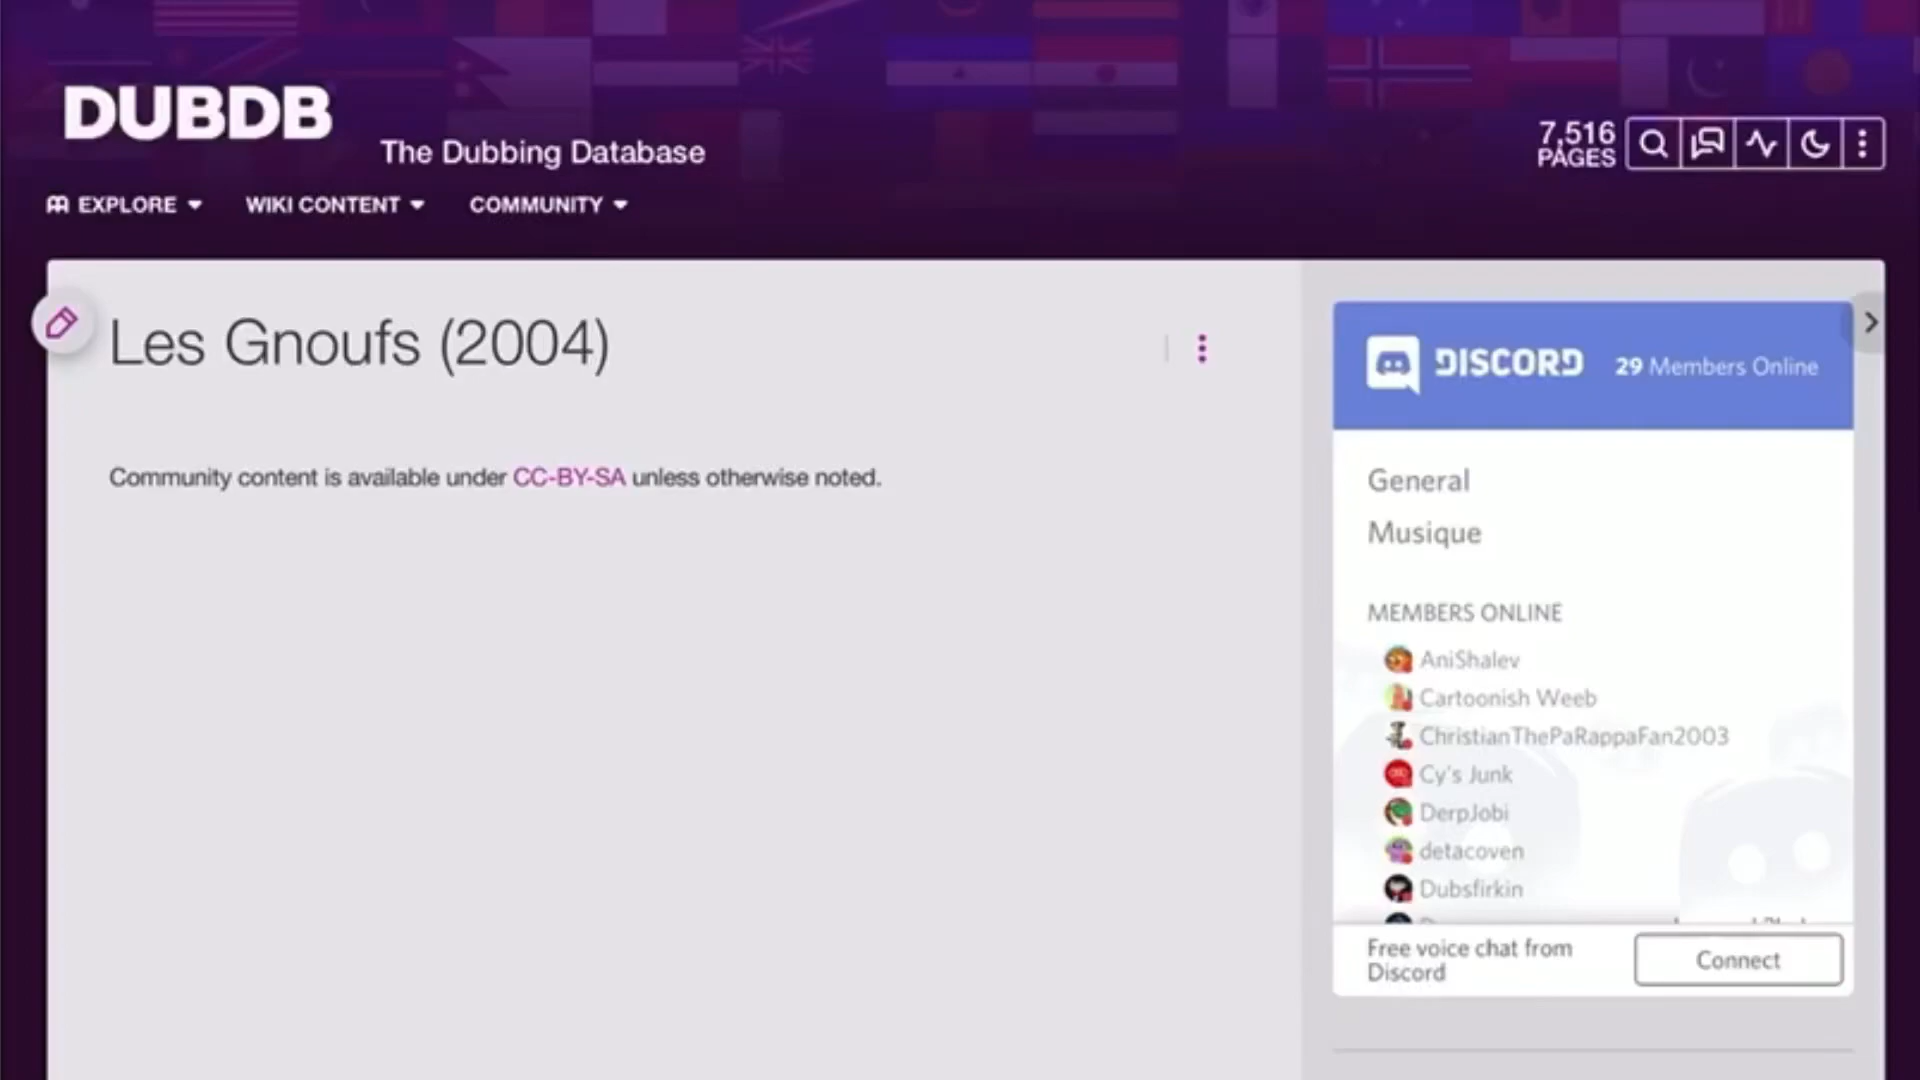 DUBDB
The Dubbing Database
7,516
PAGES
EXPLORE
WIKI CONTENT
COMMUNITY
Les Gnoufs (2004)
Community content is available under CC-BY-SA unless otherwise noted.
DISCORD
29 Members Online
General
Musique
MEMBERS ONLINE
AniShalev
Cartoonish Weeb
ChristianThePaRappaFan2003
Cy's Junk
DerpJobi
detacoven
Dubsfirkin
Free voice chat from
Discord
Connect